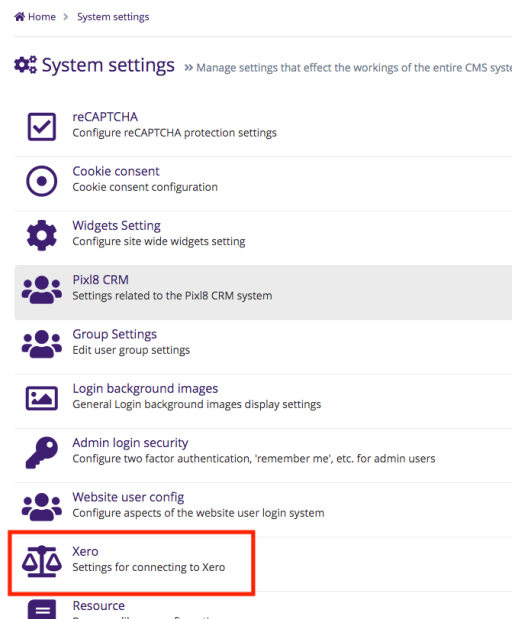 Home > System settings
System settings » Manage settings that effect the workings of the entire CMS
reCAPTCHA
Configure reCAPTCHA protection settings
Cookie consent
Cookie consent configuration
Widgets Setting
Configure site wide widgets setting
Pixl8 CRM
Settings related to the Pixl8 CRM system
Group Settings
Edit user group settings
Login background images
General Login background images display settings
Admin login security
Configure two factor authentication, 'remember me', etc. for admin users
Website user config
Configure aspects of the website user login system
Xero
Settings for connecting to Xero
Resource